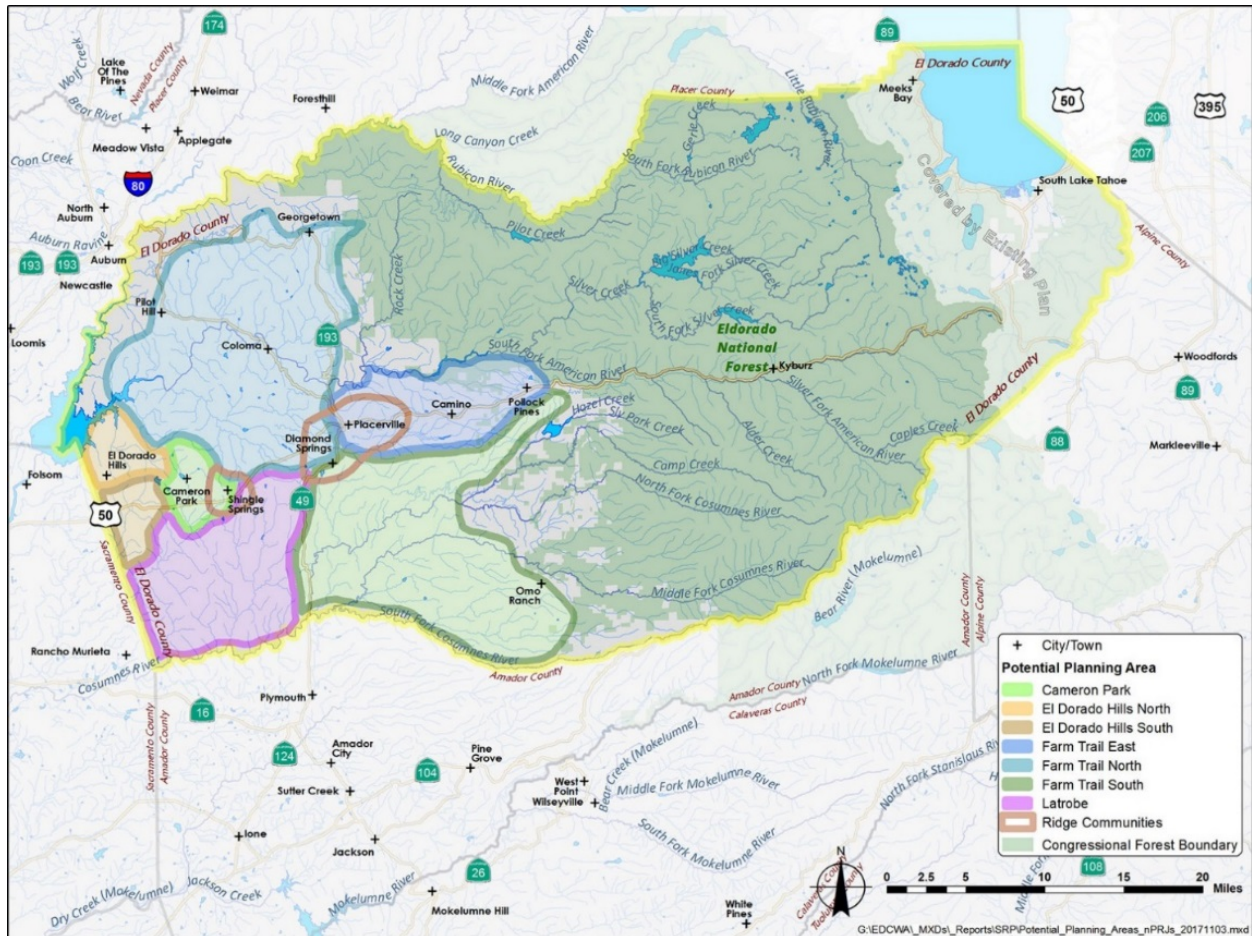 174
89
Lake
Of The
Pines
Wolf Creek
Weimar
Nevada County
Placer County
Bear River
Foresthill
Middle Fork American River
Placer County
Little Rubicon River
El Dorado County
Meeks
Bay
50
395
206
207
Meadow Vista
Applegate
Coon Creek
Long Canyon Creek
Gerle Creek
80
Rubicon River
South Fork Rubicon River
Covered by Existing Plan
South Lake Tahoe
North
Auburn
El Dorado County
Georgetown
Auburn Ravine
Auburn
Pilot Creek
Alpine County
193
193
Newcastle
Rock Creek
Silver Creek
Jones Fork Silver Creek
Pilot
Hill
193
South Fork Silver Creek
Loomis
Coloma
Eldorado
National
Forest
Kyburz
South Fork American River
Woodfords
El Dorado County
89
Pollock
Pines
Camino
Hazel Creek
Sly Park Creek
Silver Fork American River
Placerville
Alder Creek
Caples Creek
88
Markleeville
Diamond
Springs
Folsom
El Dorado
Hills
Camp Creek
Cameron
Park
Shingle
Springs
49
North Fork Cosumnes River
50
Sacramento County
El Dorado County
Omo
Ranch
Middle Fork Cosumnes River
Bear River (Mokelumne)
Amador County
Alpine County
South Fork Cosumnes River
Rancho Murieta
Cosumnes River
Amador County
North Fork Mokelumne River
Plymouth
Amador County
Calaveras County
16
Sacramento County
Amador County
124
Amador
City
Pine
Grove
104
Bear Creek (Mokelumne)
North Fork Stanislaus
Sutter Creek
West
Point
Wilseyville
Middle Fork Mokelumne River
Ione
Jackson
South Fork Mokelumne River
26
Jackson Creek
Dry Creek (Mokelumne)
Mokelumne River
Mokelumne Hill
White
Pines
Calaveras County
Tuolumne County
City/Town
Potential Planning Area
Cameron Park
El Dorado Hills North
El Dorado Hills South
Farm Trail East
Farm Trail North
Farm Trail South
Latrobe
Ridge Communities
Congressional Forest Boundary
108
N
0 2.5 5 10 15 20
Miles
G:\EDCWA\_MXDs\_Reports\SRP\Potential_Planning_Areas_nPRJs_20171103.mxd